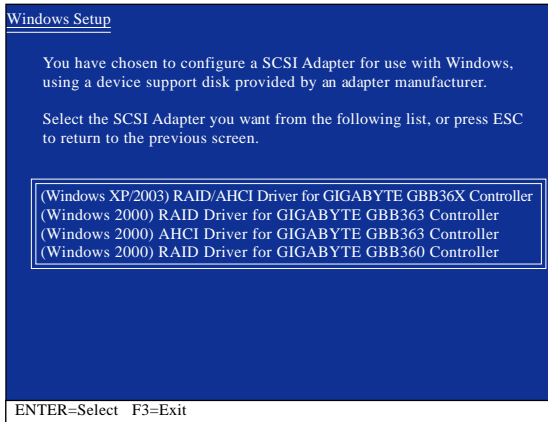 Windows Setup
You have chosen to configure a SCSI Adapter for use with Windows,
using a device support disk provided by an adapter manufacturer.
Select the SCSI Adapter you want from the following list, or press ESC
to return to the previous screen.
(Windows XP/2003) RAID/AHCI Driver for GIGABYTE GBB36X Controller
(Windows 2000) RAID Driver for GIGABYTE GBB363 Controller
(Windows 2000) AHCI Driver for GIGABYTE GBB363 Controller
(Windows 2000) RAID Driver for GIGABYTE GBB360 Controller
ENTER=Select F3=Exit